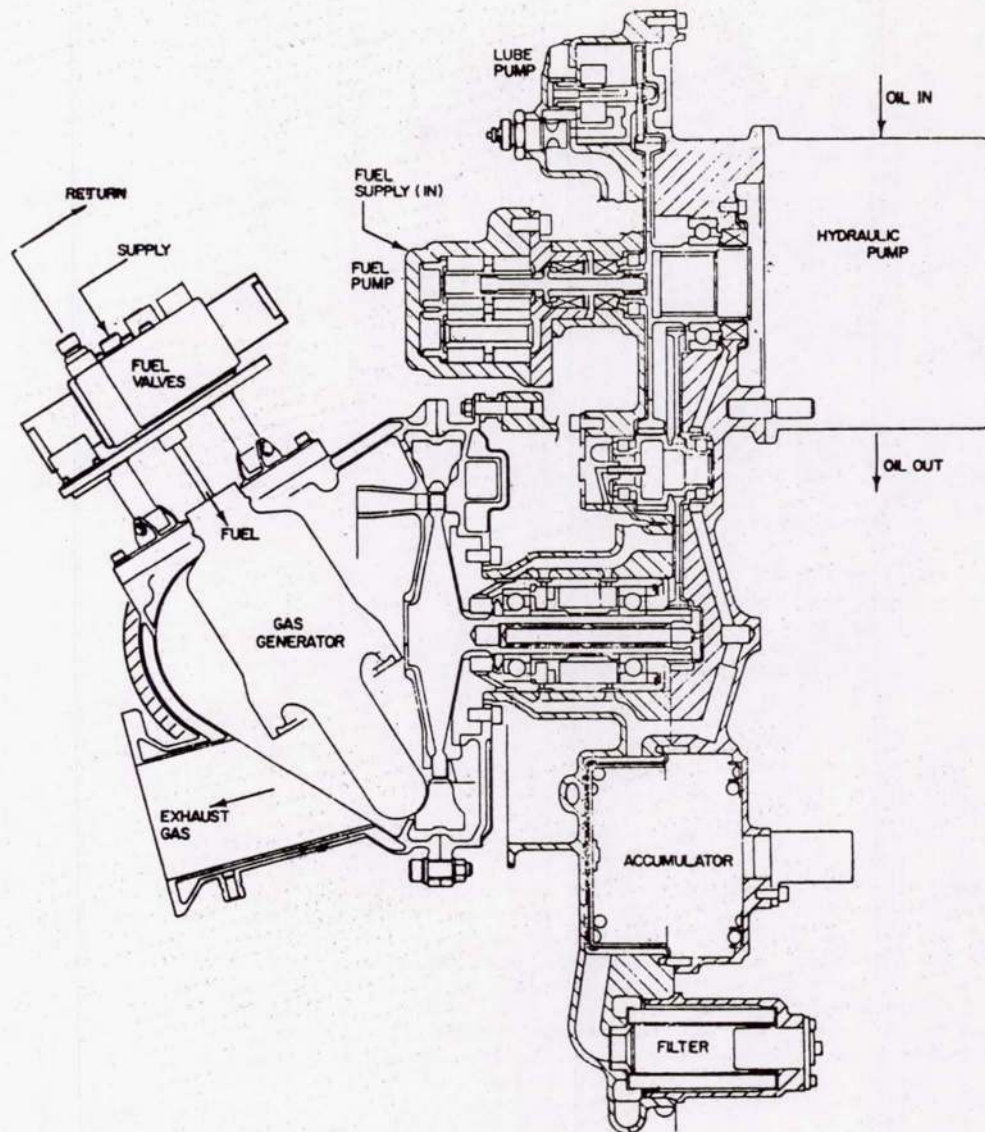 LUBE
PUMP
OIL IN
FUEL
SUPPLY (IN)
RETURN
SUPPLY
FUEL
PUMP
HYDRAULIC
PUMP
FUEL
VALVES
OIL OUT
FUEL
GAS
GENERATOR
EXHAUST
GAS
ACCUMULATOR
FILTER